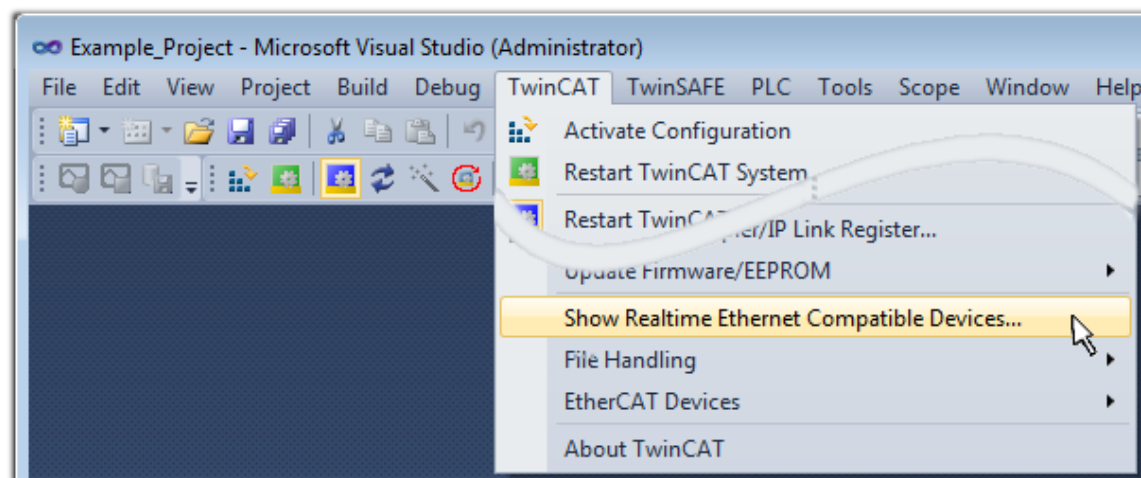 Example_Project - Microsoft Visual Studio (Administrator)
File Edit View Project Build Debug TwinCAT TwinSAFE PLC Tools Scope Window Help
Activate Configuration
Restart TwinCAT System
Restart TwinCAT
/IP Link Register...
Update Firmware/EEPROM
Show Realtime Ethernet Compatible Devices...
File Handling
EtherCAT Devices
About TwinCAT